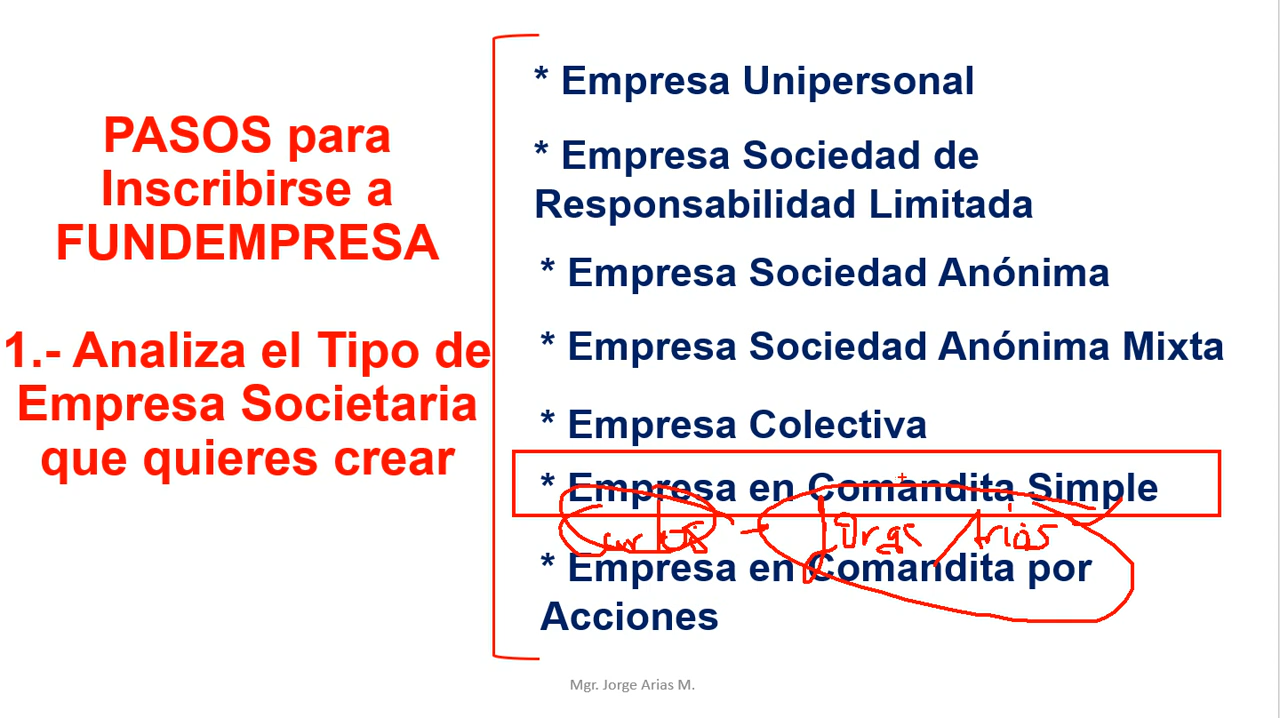 PASOS para
Inscribirse a
FUNDEMPRESA
1.- Analiza el Tipo de
Empresa Societaria
que quieres crear
* Empresa Unipersonal
* Empresa Sociedad de
Responsabilidad Limitada
* Empresa Sociedad Anónima
* Empresa Sociedad Anónima Mixta
* Empresa Colectiva
* Empresa en Comandita Simple
Jorge Arias
* Empresa en Comandita por
Acciones
Mgr. Jorge Arias M.